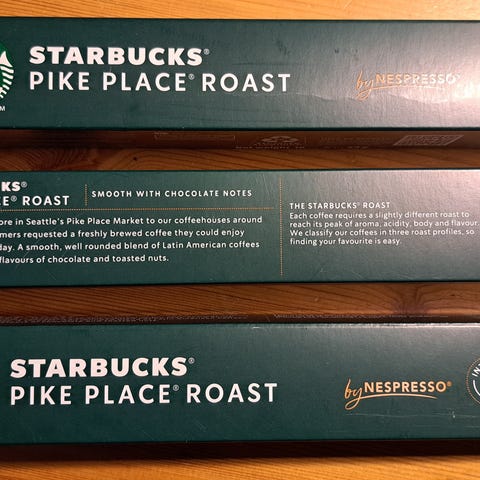 STARBUCKS®
PIKE PLACE® ROAST
by NESPRESSO®
TM
CKS®
E® ROAST
SMOOTH WITH CHOCOLATE NOTES
ore in Seattle's Pike Place Market to our coffeehouses around
mers requested a freshly brewed coffee they could enjoy
day. A smooth, well rounded blend of Latin American coffees
flavours of chocolate and toasted nuts.
THE STARBUCKS® ROAST
Each coffee requires a slightly different roast to
reach its peak of aroma, acidity, body and flavour.
We classify our coffees in three roast profiles, so
finding your favourite is easy.
STARBUCKS®
PIKE PLACE® ROAST
by NESPRESSO®